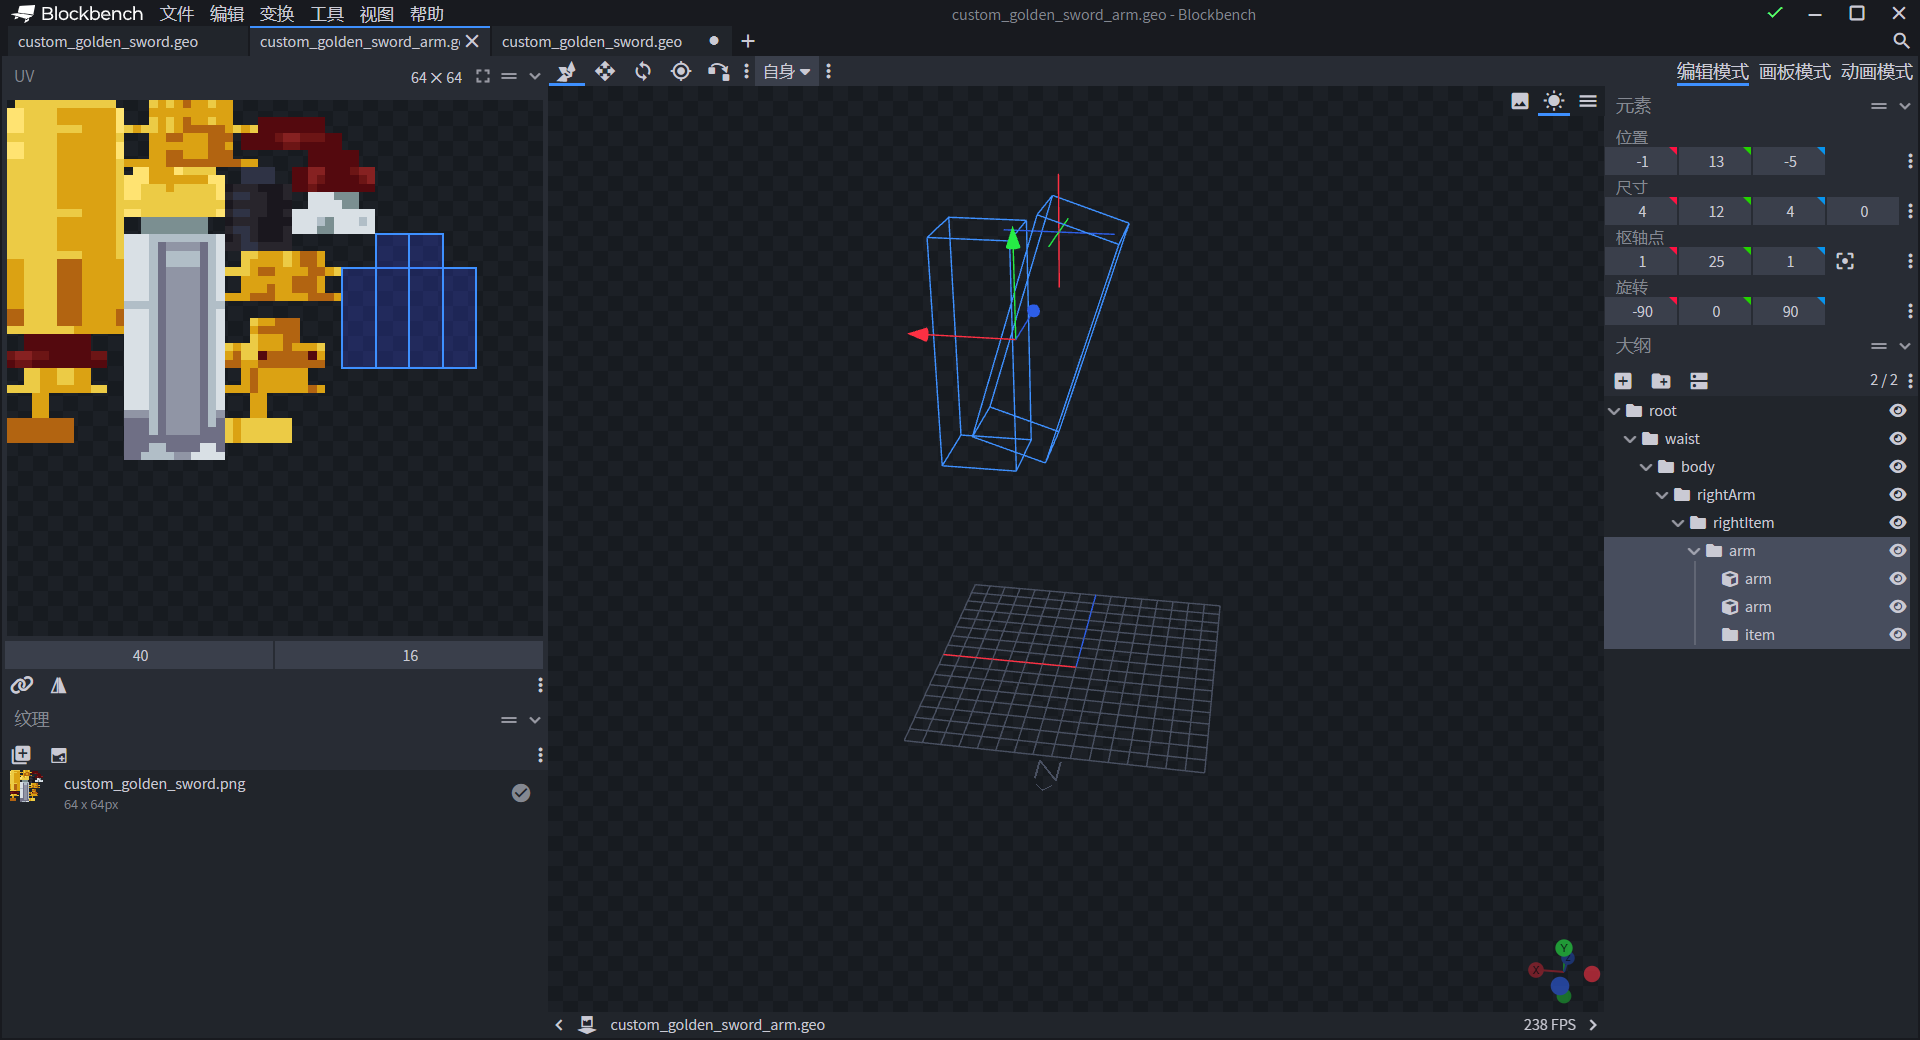 Blockbench 文件 编辑 变换 工具 视图 帮助
custom_golden_sword_arm.geo - Blockbench
custom_golden_sword.geo
custom_golden_sword_arm.g
custom_golden_sword.geo
UV
64 × 64
自身
编辑模式 画板模式 动画模式
元素
位置
-1 13 -5
尺寸
4 12 4 0
枢轴点
1 25 1
旋转
-90 0 90
大纲
2 / 2
root
waist
body
rightArm
rightItem
arm
arm
arm
item
40 16
纹理
custom_golden_sword.png
64 x 64px
Y
X
custom_golden_sword_arm.geo
238 FPS